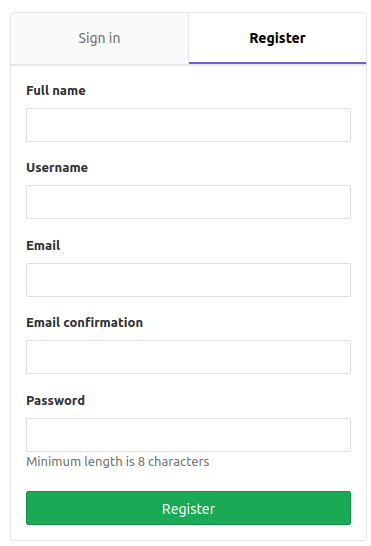 Sign in
Register
Full name
Username
Email
Email confirmation
Password
Minimum length is 8 characters
Register